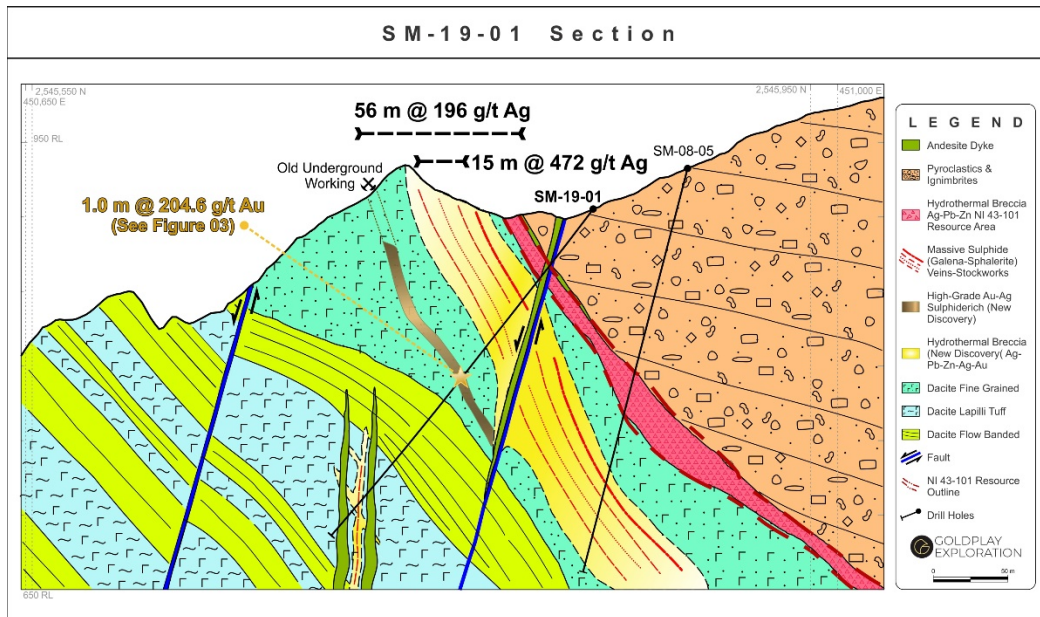 SM-19-01 Section
2,545,550 N
450,650 E
2,545,950 N
451,000 E
56 m @ 196 g/t Ag
950 RL
15 m @ 472 g/t Ag
SM-08-05
Old Underground
Working
SM-19-01
1.0 m @ 204.6 g/t Au
(See Figure 03)
650 RL
LEGEND
Andesite Dyke
Pyroclastics &
Ignimbrites
Hydrothermal Breccia
Ag-Pb-Zn NI 43-101
Resource Area
Massive Sulphide
(Galena-Sphalerite)
Veins-Stockworks
High-Grade Au-Ag
Sulphiderich (New
Discovery)
Hydrothermal Breccia
(New Discovery( Ag-
Pb-Zn-Ag-Au
Dacite Fine Grained
Dacite Lapilli Tuff
Dacite Flow Banded
Fault
NI 43-101 Resource
Outline
Drill Holes
GOLDPLAY
EXPLORATION
0 50 m